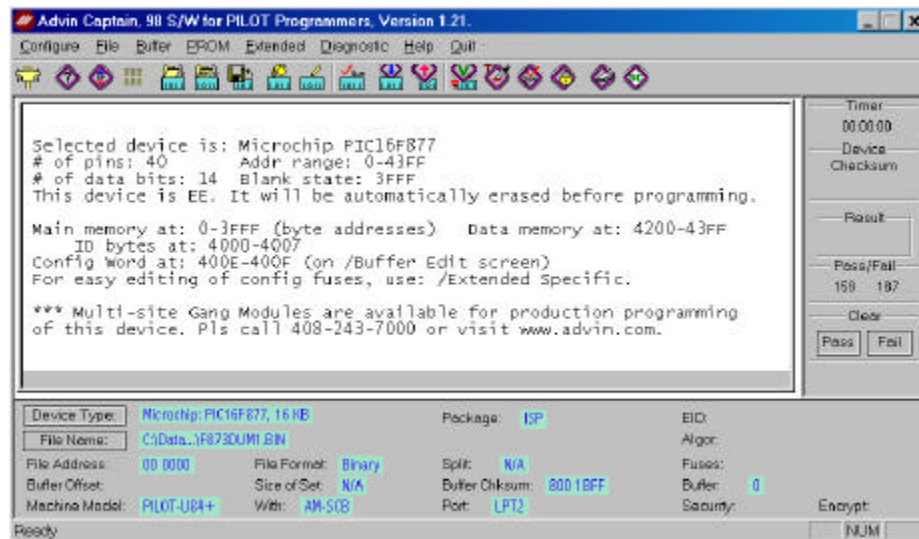 Advin Captain, 98 S/W for PILOT Programmers, Version 1.21.
Configure File Buffer EPROM Extended Diagnostic Help Quit
Selected device is: Microchip PIC16F877
# of pins: 40 Addr range: 0-43FF
# of data bits: 14 Blank state: 3FFF
This device is EE. It will be automatically erased before programming.
Main memory at: 0-3FFF (byte addresses) Data memory at: 4200-43FF
ID bytes at: 4000-4007
Config Word at: 400E-400F (on /Buffer Edit screen)
For easy editing of config fuses, use: /Extended Specific.
*** Multi-site Gang Modules are available for production programming
of this device. Pls call 408-243-7000 or visit www.advin.com.
Timer
00:00:00
Device
Checksum
Result
Pass/Fail
159 187
Clear
Pass Fail
Device Type: Microchip: PIC16F877, 16 KB Package: ISP EID:
File Name: C:\Data...\F873DUM1.BIN Algor:
File Address: 00 0000 File Format: Binary Split: N/A Fuses:
Buffer Offset: Size of Set: N/A Buffer Chksum: 800 1BFF Buffer: 0
Machine Model: PILOT-U84+ With: AM-SCB Port: LPT2 Security: Encrypt:
Ready NUM